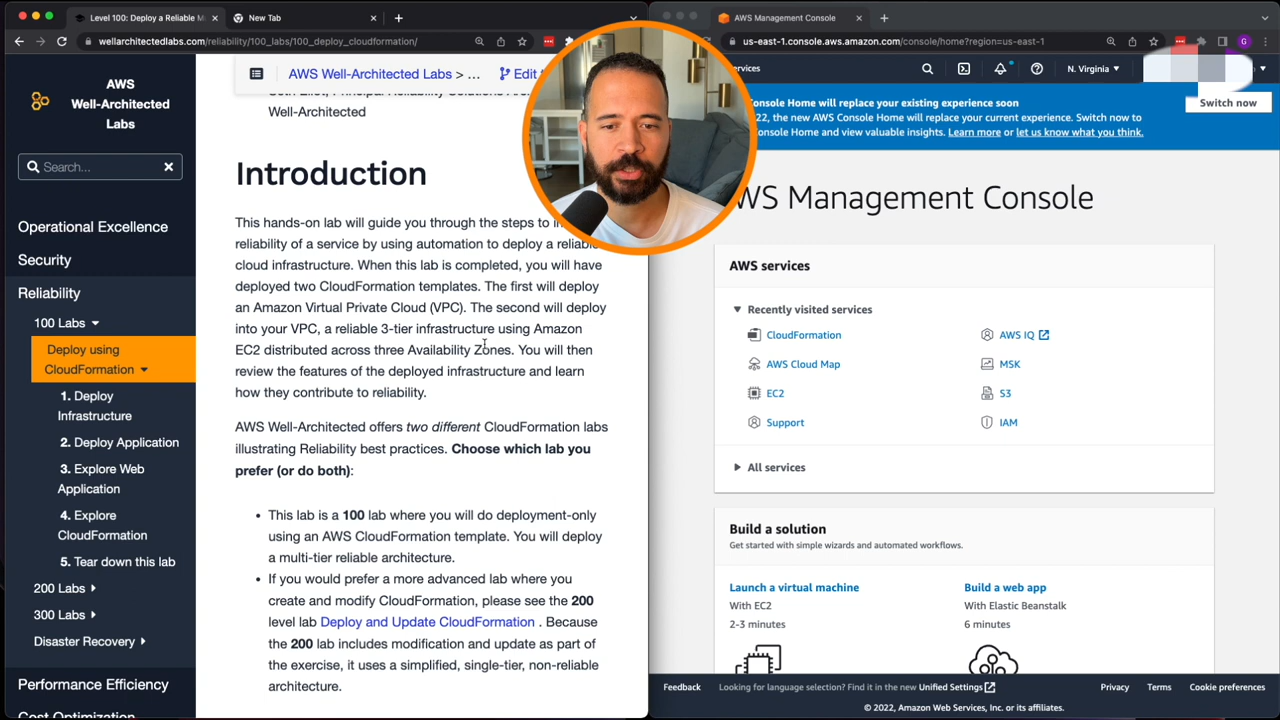 Level 100: Deploy a Reliable M
New Tab
wellarchitectedlabs.com/reliability/100_labs/100_deploy_cloudformation/
AWS
Well-Architected
Labs
Search...
Operational Excellence
Security
Reliability
100 Labs
Deploy using
CloudFormation
1. Deploy
Infrastructure
2. Deploy Application
3. Explore Web
Application
4. Explore
CloudFormation
5. Tear down this lab
200 Labs
300 Labs
Disaster Recovery
Performance Efficiency
Cost Optimization
AWS Well-Architected Labs > ...
Edit
Well-Architected
Introduction
This hands-on lab will guide you through the steps to
reliability of a service by using automation to deploy a reliable
cloud infrastructure. When this lab is completed, you will have
deployed two CloudFormation templates. The first will deploy
an Amazon Virtual Private Cloud (VPC). The second will deploy
into your VPC, a reliable 3-tier infrastructure using Amazon
EC2 distributed across three Availability Zones. You will then
review the features of the deployed infrastructure and learn
how they contribute to reliability.
AWS Well-Architected offers two different CloudFormation labs
illustrating Reliability best practices. Choose which lab you
prefer (or do both):
• This lab is a 100 lab where you will do deployment-only
using an AWS CloudFormation template. You will deploy
a multi-tier reliable architecture.
• If you would prefer a more advanced lab where you
create and modify CloudFormation, please see the 200
level lab Deploy and Update CloudFormation . Because
the 200 lab includes modification and update as part of
the exercise, it uses a simplified, single-tier, non-reliable
architecture.
AWS Management Console
us-east-1.console.aws.amazon.com/console/home?region=us-east-1
G
ervices
N. Virginia
Console Home will replace your existing experience soon
22, the new AWS Console Home will replace your current experience. Switch now to
Console Home and view valuable insights. Learn more or let us know what you think.
Switch now
WS Management Console
AWS services
Recently visited services
CloudFormation
AWS IQ
AWS Cloud Map
MSK
EC2
S3
Support
IAM
All services
Build a solution
Get started with simple wizards and automated workflows.
Launch a virtual machine
With EC2
2-3 minutes
Build a web app
With Elastic Beanstalk
6 minutes
Feedback
Looking for language selection? Find it in the new Unified Settings
Privacy
Terms
Cookie preferences
© 2022, Amazon Web Services, Inc. or its affiliates.